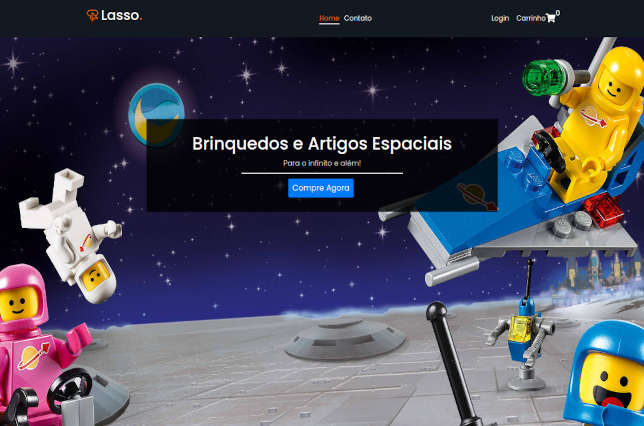 Lasso.
Home Contato
Login Carrinho 0
Brinquedos e Artigos Espaciais
Para o infinito e além!
Compre Agora